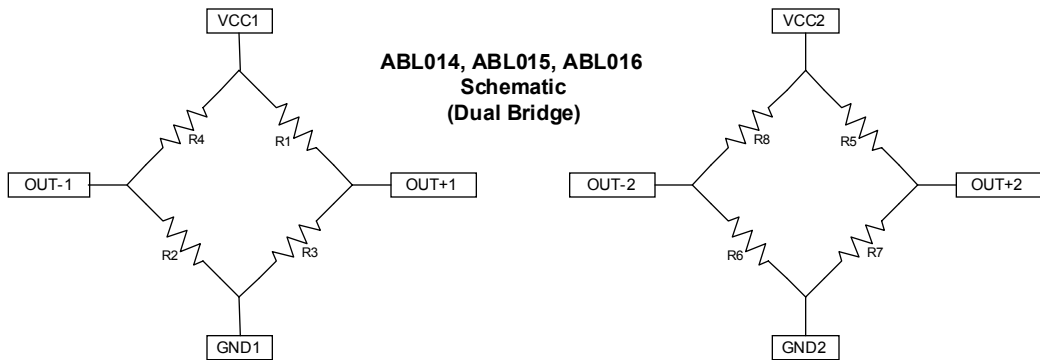 VCC1
VCC2
ABL014, ABL015, ABL016
Schematic
(Dual Bridge)
R4
R1
R8
R5
OUT-1
OUT+1
OUT-2
OUT+2
R2
R3
R6
R7
GND1
GND2